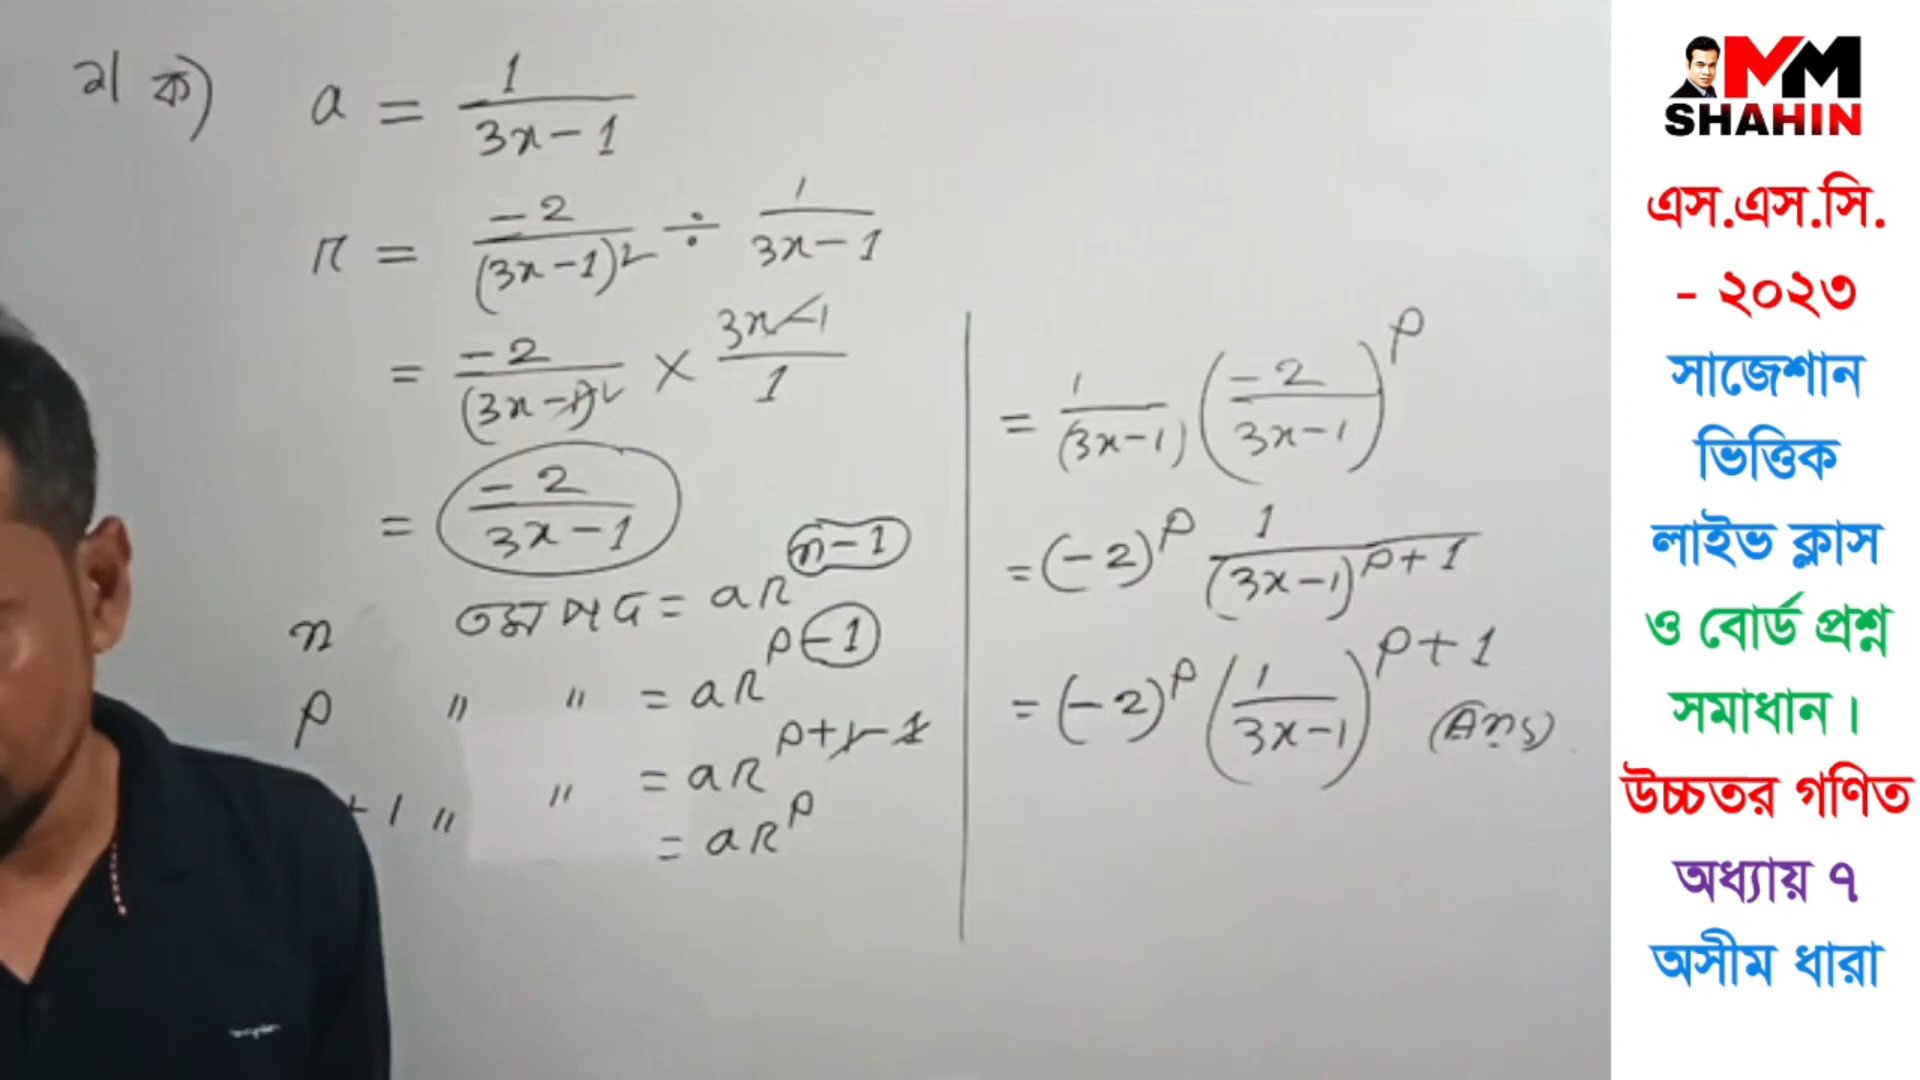 ২। ক) a = 1/(3x-1)
r = -2/(3x-1)² ÷ 1/(3x-1)
= -2/(3x-1)² × (3x-1)/1
= -2/(3x-1)
n তম পদ = ar^(n-1)
p " " = ar^(p-1)
+1 " " = ar^(p+1-1)
= ar^p
= 1/(3x-1) (-2/(3x-1))^p
= (-2)^p 1/(3x-1)^(p+1)
= (-2)^p (1/(3x-1))^(p+1) (Ans)
MM
SHAHIN
এস.এস.সি.
- ২০২৩
সাজেশান
ভিত্তিক
লাইভ ক্লাস
ও বোর্ড প্রশ্ন
সমাধান।
উচ্চতর গণিত
অধ্যায় ৭
অসীম ধারা